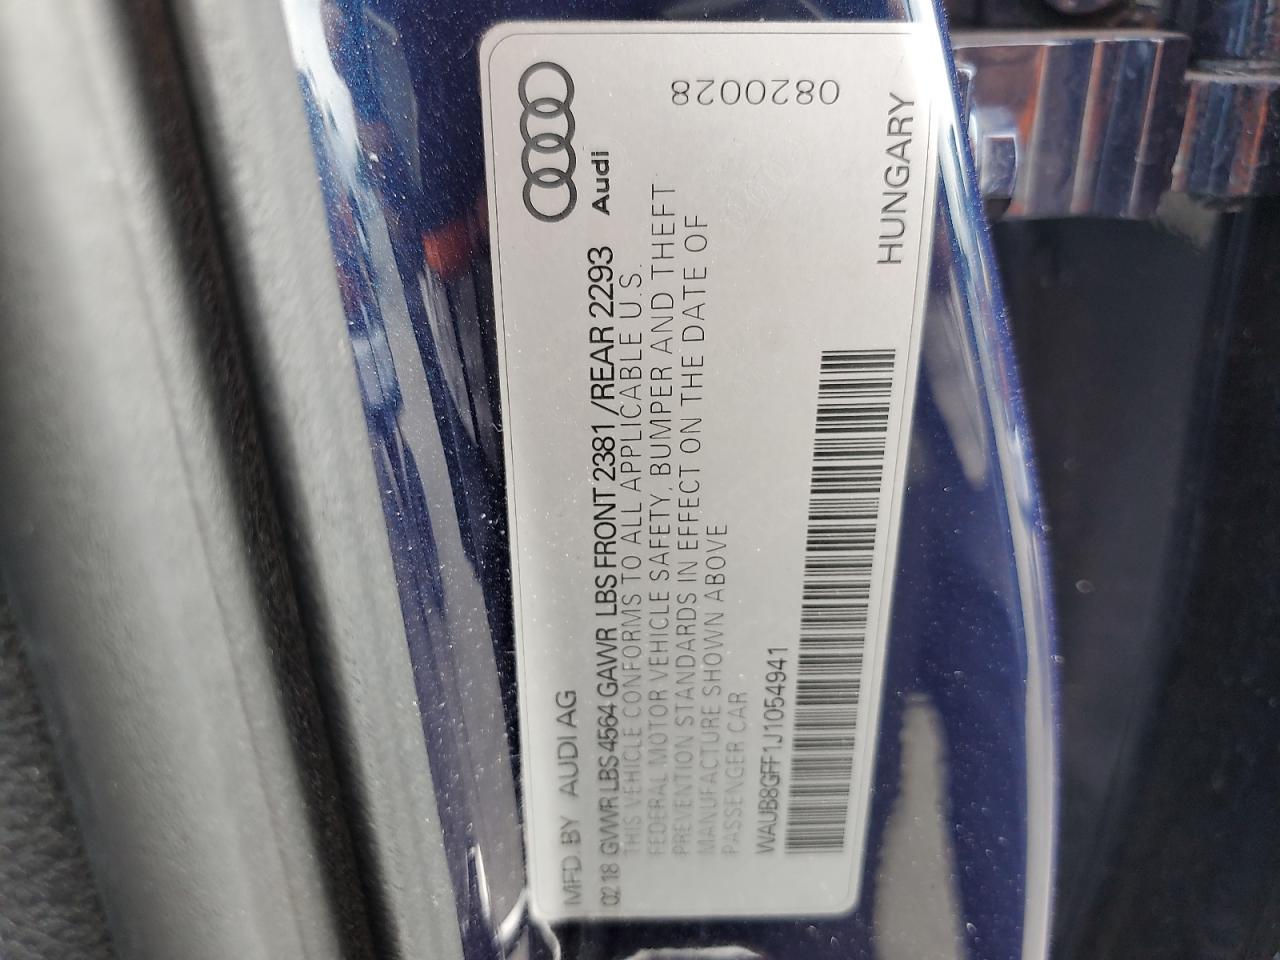 Audi
0820028
MFD BY AUDI AG
02 18 GVWR LBS 4564 GAWR LBS FRONT 2381 /REAR 2293
THIS VEHICLE CONFORMS TO ALL APPLICABLE U.S.
FEDERAL MOTOR VEHICLE SAFETY, BUMPER AND THEFT
PREVENTION STANDARDS IN EFFECT ON THE DATE OF
MANUFACTURE SHOWN ABOVE
PASSENGER CAR
WAUB8GFF1J1054941
HUNGARY